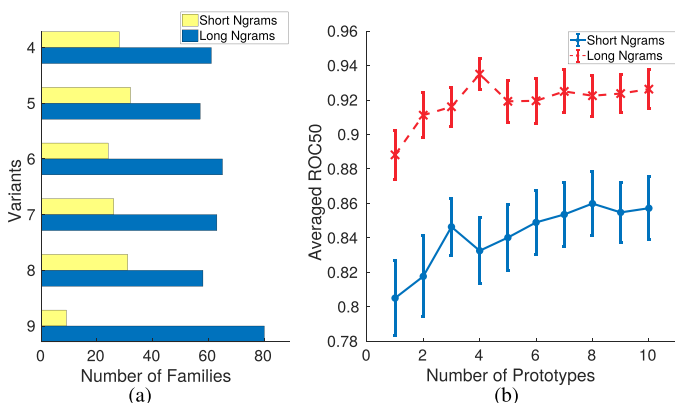 Short Ngrams
Long Ngrams
4
5
6
7
8
9
Variants
0
20
40
60
80
Number of Families
(a)
0.96
0.94
0.92
0.9
0.88
0.86
0.84
0.82
0.8
0.78
Averaged ROC50
Short Ngrams
Long Ngrams
0
2
4
6
8
10
Number of Prototypes
(b)